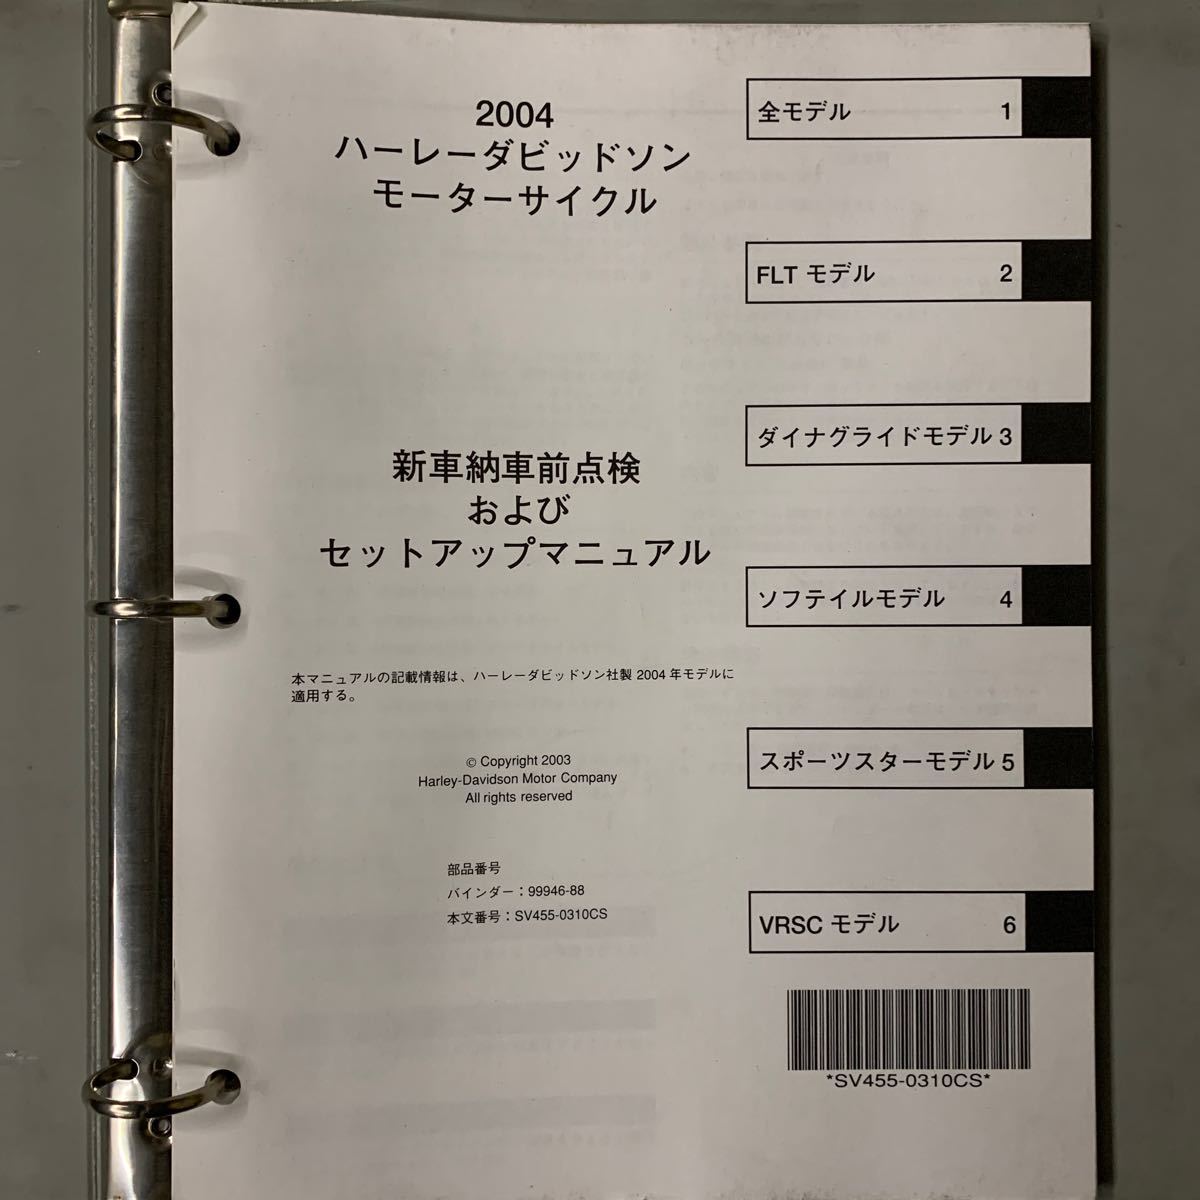 2004
ハーレーダビッドソン
モーターサイクル
新車納車前点検
および
セットアップマニュアル
本マニュアルの記載情報は、ハーレーダビッドソン社製 2004 年モデルに
適用する。
© Copyright 2003
Harley-Davidson Motor Company
All rights reserved
部品番号
バインダー：99946-88
本文番号：SV455-0310CS
全モデル 1
FLT モデル 2
ダイナグライドモデル 3
ソフテイルモデル 4
スポーツスターモデル 5
VRSC モデル 6
*SV455-0310CS*